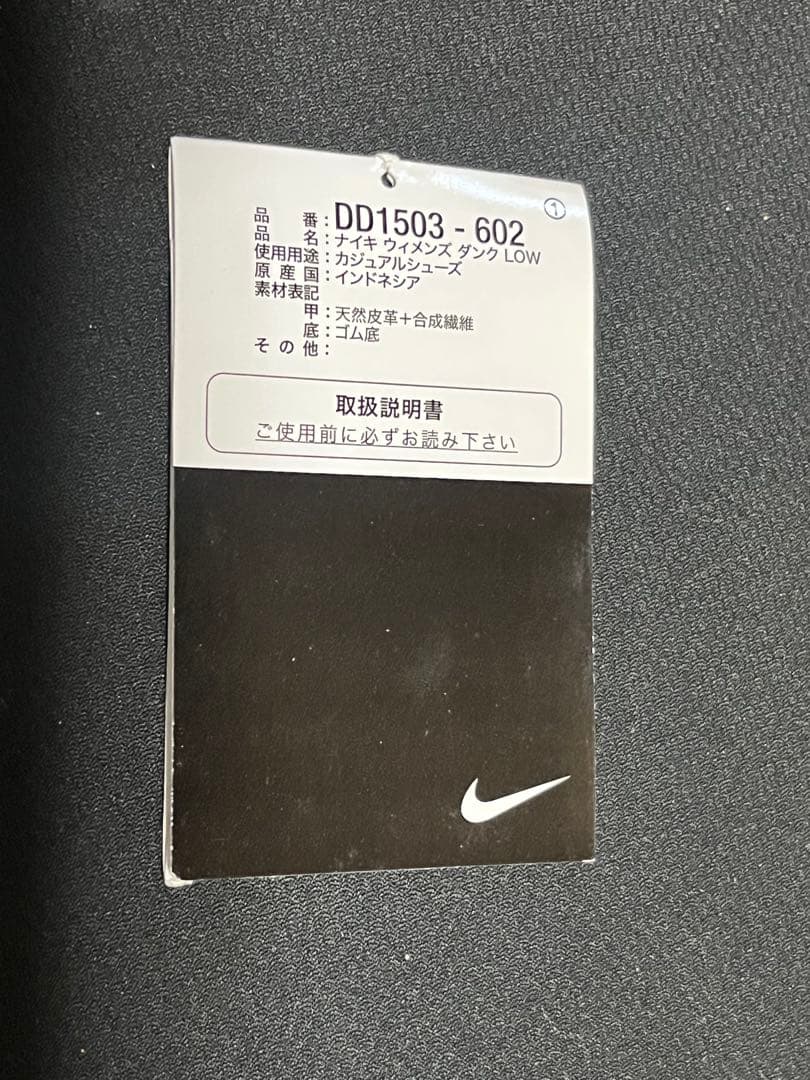 ①
品番：DD1503 - 602
品名：ナイキ ウィメンズ ダンク LOW
使用用途：カジュアルシューズ
原産国：インドネシア
素材表記
甲：天然皮革＋合成繊維
底：ゴム底
その他：
取扱説明書
ご使用前に必ずお読み下さい